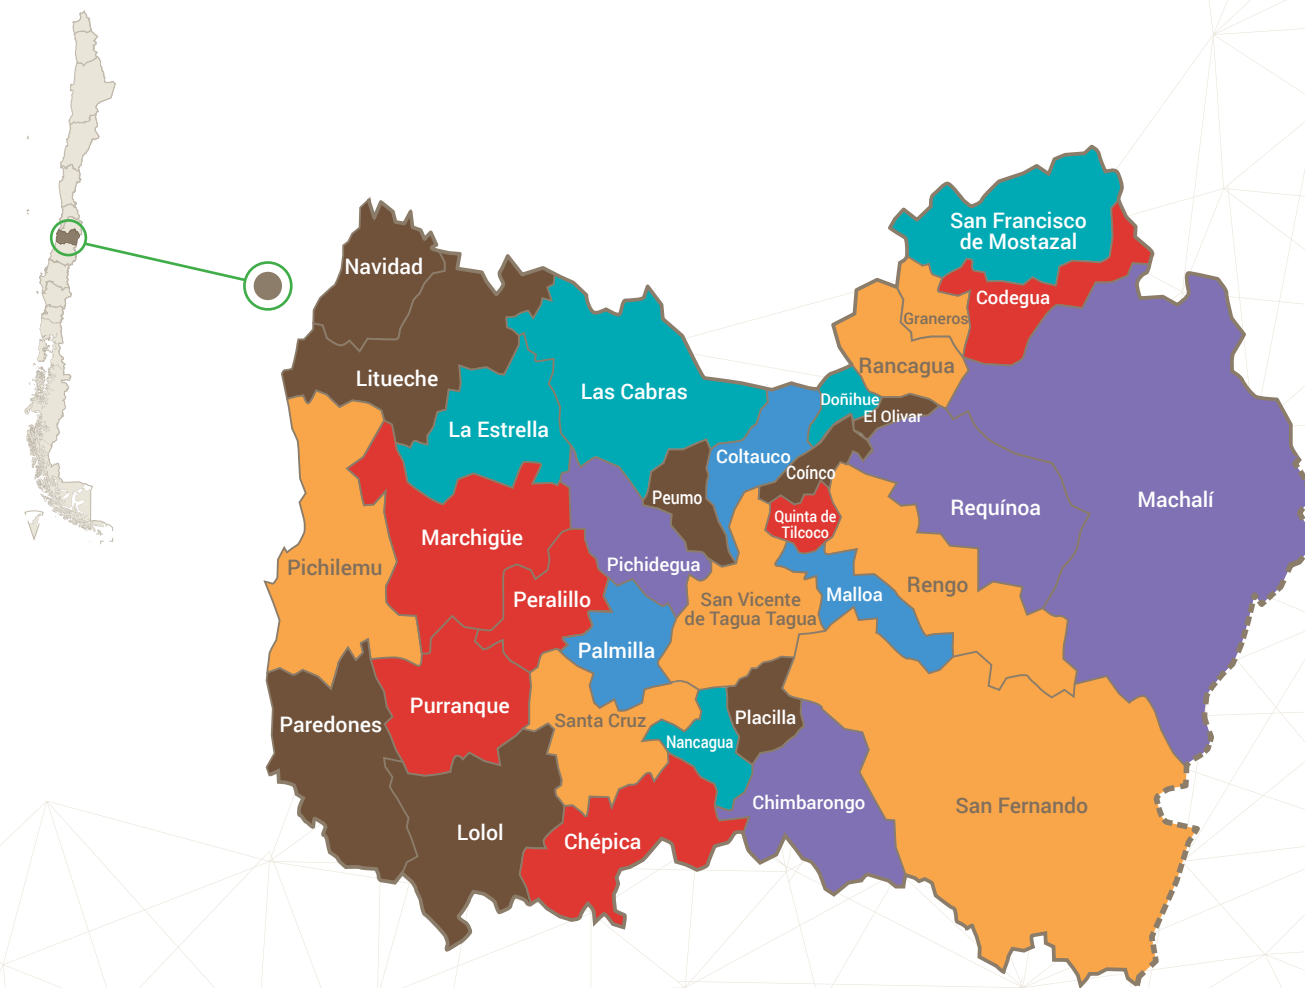 San Francisco
de Mostazal
Navidad
Codegua
Graneros
Rancagua
Litueche
Las Cabras
Doñihue
El Olivar
La Estrella
Coltauco
Coínco
Peumo
Machalí
Requínoa
Quinta de
Tilcoco
Marchigüe
Pichidegua
Pichilemu
Rengo
Malloa
Peralillo
San Vicente
de Tagua Tagua
Palmilla
Purranque
Placilla
Santa Cruz
Paredones
Nancagua
Chimbarongo
San Fernando
Lolol
Chépica